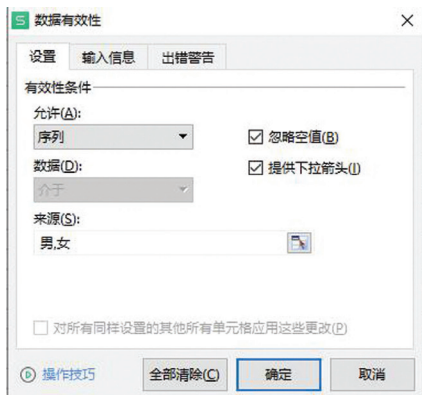 S 数据有效性
设置 输入信息 出错警告
有效性条件
允许(A):
序列
忽略空值(B)
数据(D):
提供下拉箭头(I)
介于
来源(S):
男,女
对所有同样设置的其他所有单元格应用这些更改(P)
操作技巧 全部清除(C) 确定 取消